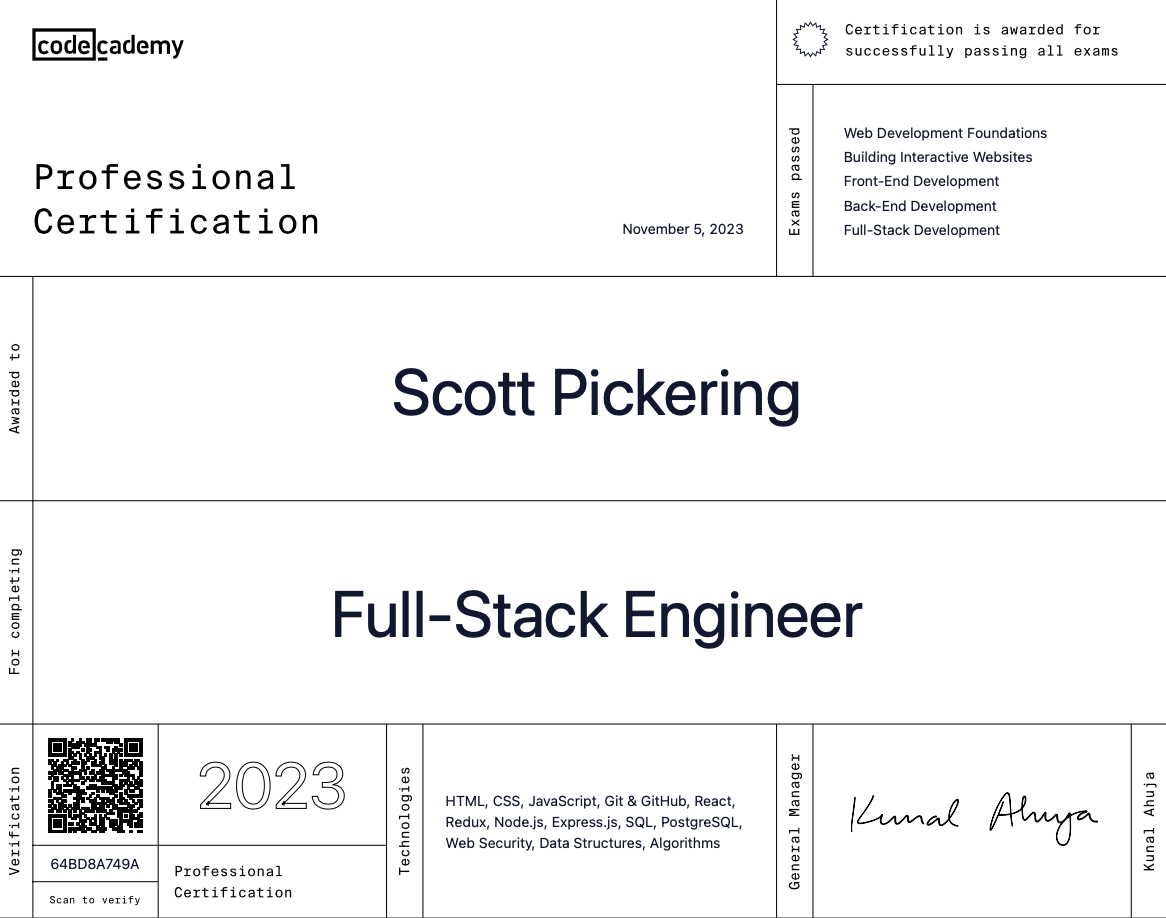 codecademy
Certification is awarded for
successfully passing all exams
Professional
Certification
November 5, 2023
Exams passed
Web Development Foundations
Building Interactive Websites
Front-End Development
Back-End Development
Full-Stack Development
Awarded to
Scott Pickering
For completing
Full-Stack Engineer
Verification
64BD8A749A
Scan to verify
2023
Professional
Certification
Technologies
HTML, CSS, JavaScript, Git & GitHub, React,
Redux, Node.js, Express.js, SQL, PostgreSQL,
Web Security, Data Structures, Algorithms
General Manager
Kunal Ahuja
Kunal Ahuja